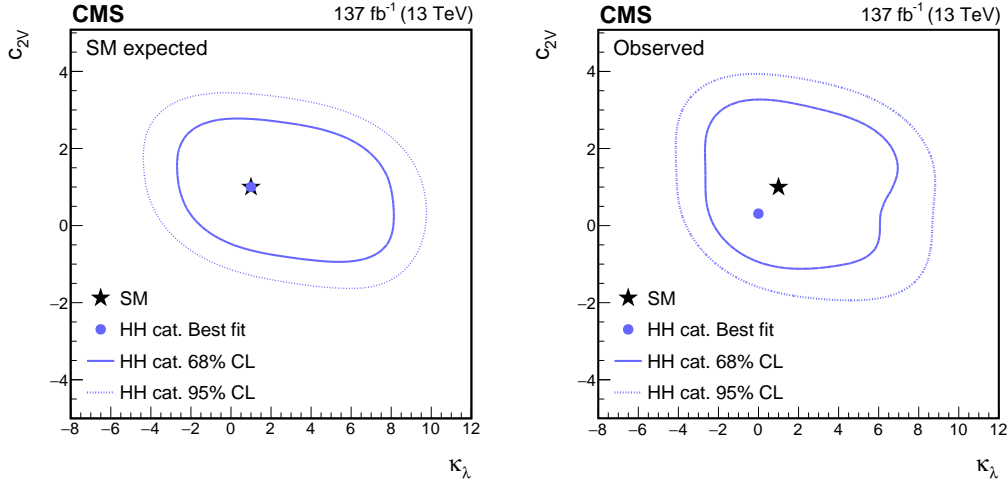 CMS 137 fb⁻¹ (13 TeV)
c₂V
SM expected
4
2
0
−2
−4
SM
HH cat. Best fit
HH cat. 68% CL
HH cat. 95% CL
−8 −6 −4 −2 0 2 4 6 8 10 12
κλ
CMS 137 fb⁻¹ (13 TeV)
c₂V
Observed
4
2
0
−2
−4
SM
HH cat. Best fit
HH cat. 68% CL
HH cat. 95% CL
−8 −6 −4 −2 0 2 4 6 8 10 12
κλ